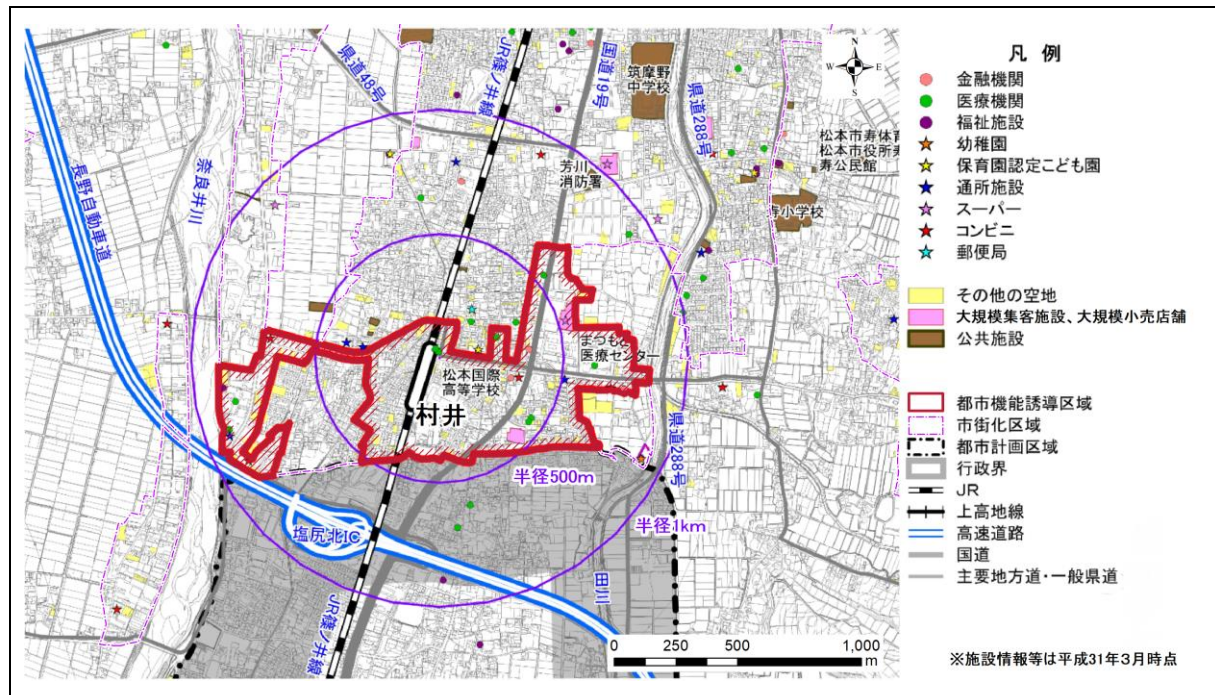 県道48号
JR篠ノ井線
国道19号
筑摩野
中学校
県道288号
N
W
E
S
松本市寿体育
松本市役所寿
寿公民館
寿小学校
芳川
消防署
長野自動車道
奈良井川
まつもと
医療センター
松本国際
高等学校
村井
半径500m
県道288号
半径1km
塩尻北IC
JR篠ノ井線
田川
0
250
500
1,000
m
凡 例
金融機関
医療機関
福祉施設
幼稚園
保育園認定こども園
通所施設
スーパー
コンビニ
郵便局
その他の空地
大規模集客施設、大規模小売店舗
公共施設
都市機能誘導区域
市街化区域
都市計画区域
行政界
JR
上高地線
高速道路
国道
主要地方道・一般県道
※施設情報等は平成31年3月時点